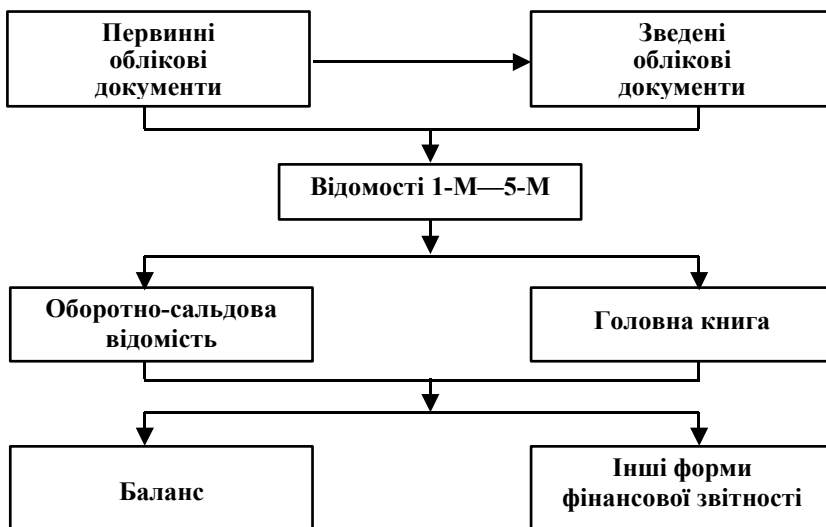 Первинні
облікові
документи
Зведені
облікові
документи
Відомості 1-М—5-М
Оборотно-сальдова
відомість
Головна книга
Баланс
Інші форми
фінансової звітності